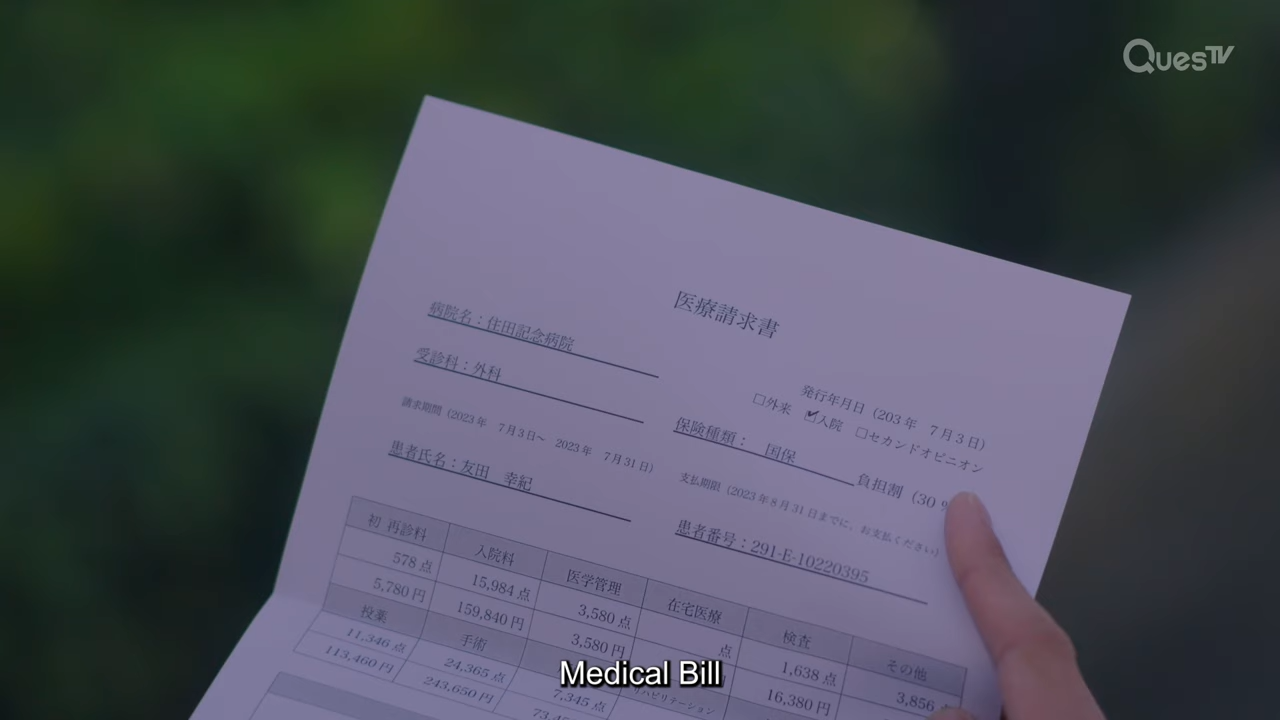 QuesTV
医療請求書
病院名：住田記念病院
受診科：外科
発行年月日（203年　7月3日）
□外来　☑入院　□セカンドオピニオン
請求期間（2023年　7月3日～　2023年　7月31日）
保険種類：　国保　負担割（30 %
患者氏名：友田　幸紀
支払期限（2023年8月31日までに、お支払ください）
患者番号：291-E-10220395
初 再診料　入院料　医学管理　在宅医療　検査　その他
578 点　15,984 点　3,580 点　点　1,638 点　3,856
5,780 円　159,840 円　3,580 円　16,380 円
投薬　手術　リハビリテーション
11,346 点　24,365 点　7,345 点
113,460 円　243,650 円
Medical Bill